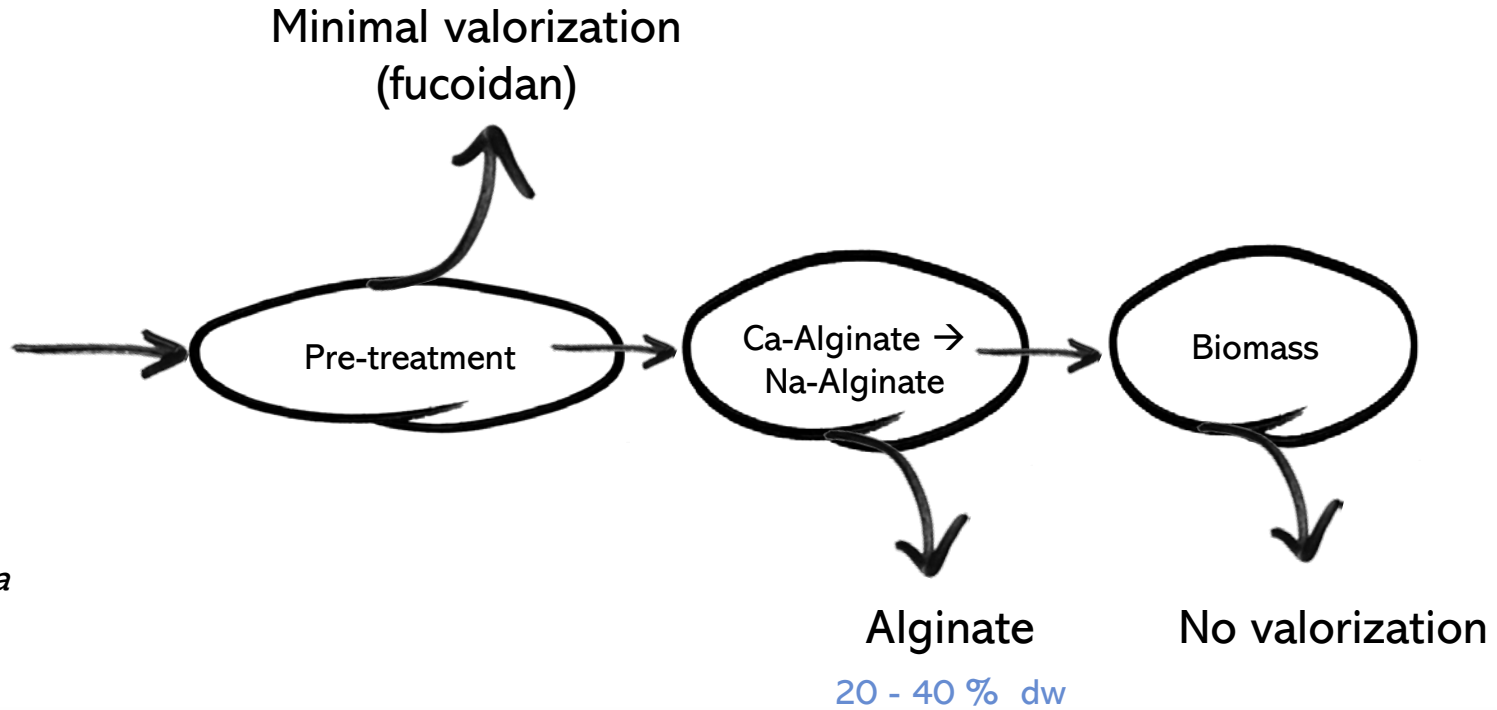 Minimal valorization
(fucoidan)
Pre-treatment
Ca-Alginate →
Na-Alginate
Biomass
a
Alginate
No valorization
20 - 40 % dw